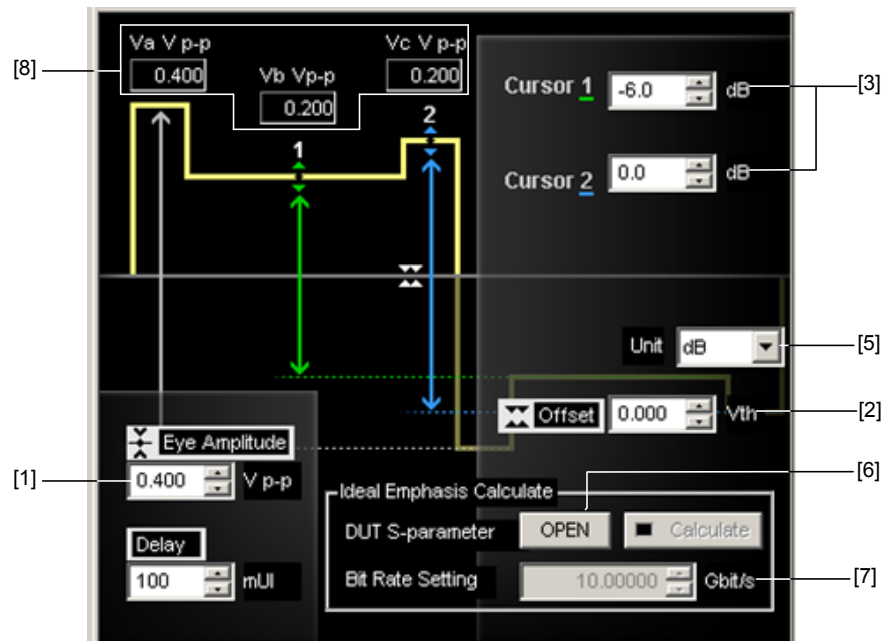 [8]
Va V p-p
0.400
Vb Vp-p
0.200
Vc V p-p
0.200
1
2
Cursor 1
-6.0
dB
[3]
Cursor 2
0.0
dB
Unit
dB
[5]
Offset
0.000
Vth
[2]
Eye Amplitude
[1]
0.400
V p-p
Delay
100
mUI
[6]
Ideal Emphasis Calculate
DUT S-parameter
OPEN
Calculate
Bit Rate Setting
10.00000
Gbit/s
[7]